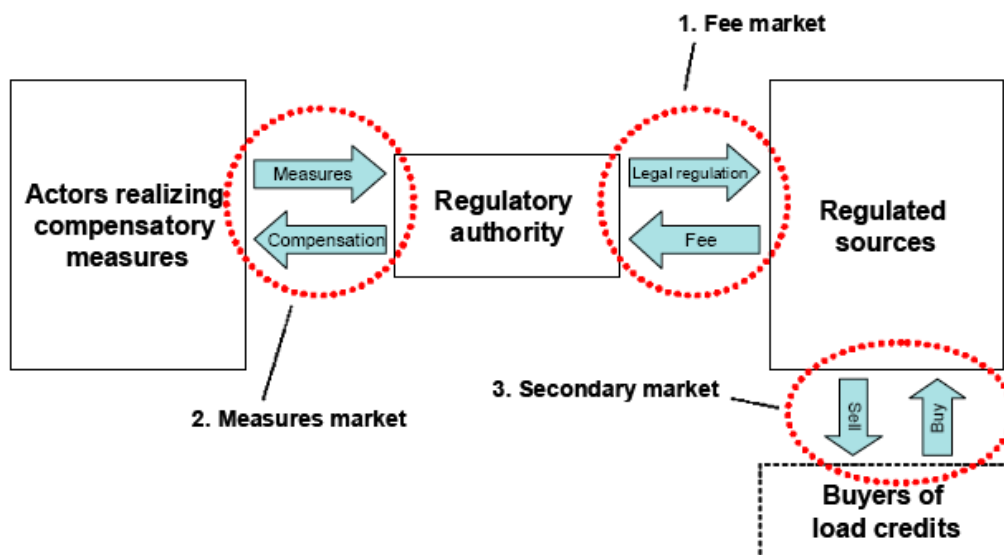 1. Fee market
Actors realizing
compensatory
measures
Measures
Compensation
Regulatory
authority
Legal regulation
Fee
Regulated
sources
2. Measures market
3. Secondary market
Sell
Buy
Buyers of
load credits